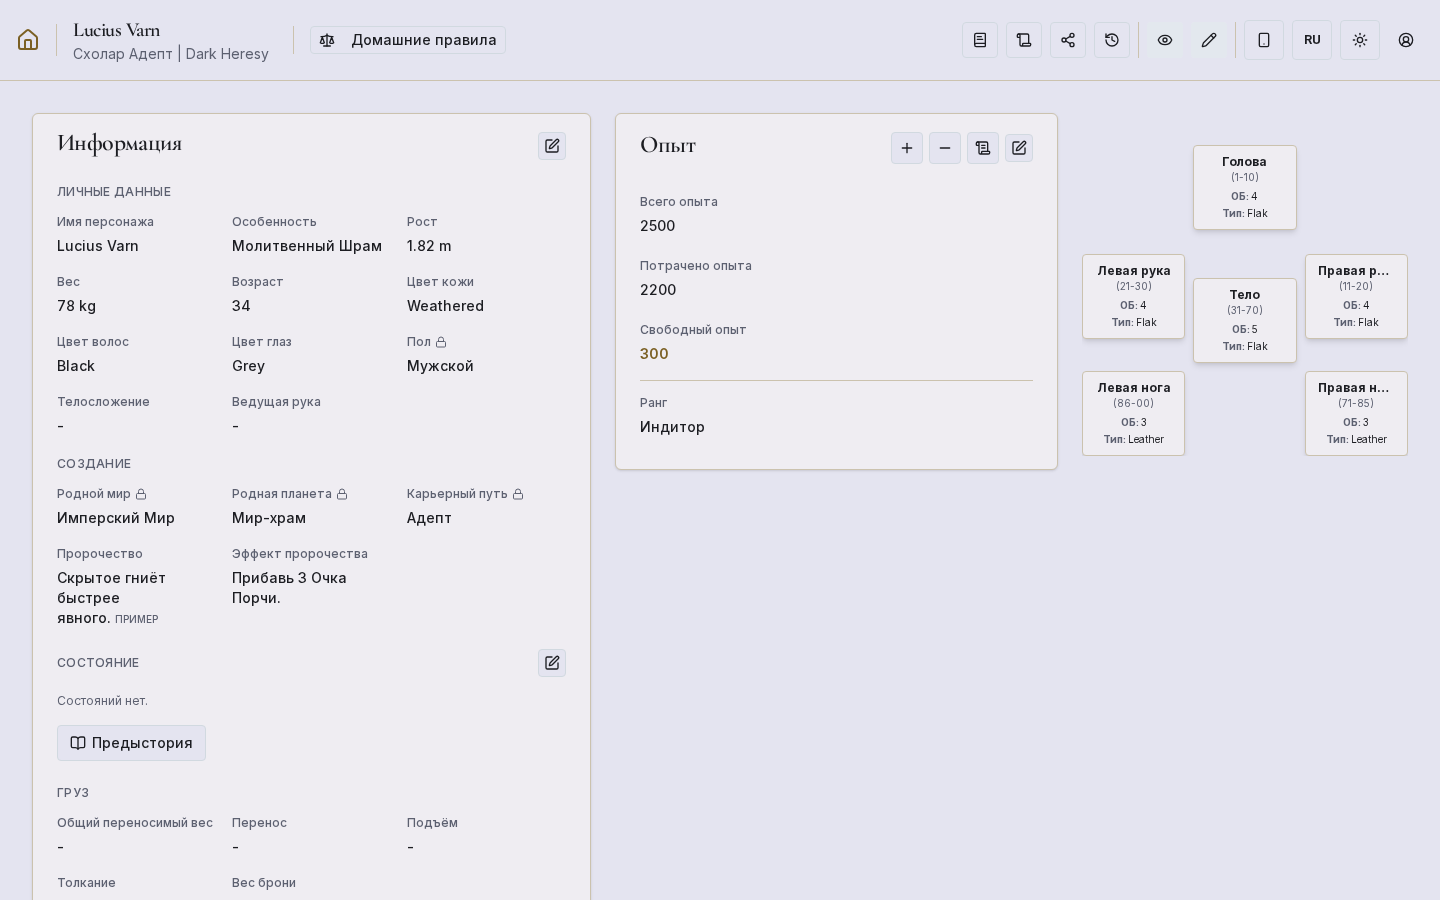 Lucius Varn
Схолар Адепт | Dark Heresy
Домашние правила
RU
Информация
ЛИЧНЫЕ ДАННЫЕ
Имя персонажа
Lucius Varn
Особенность
Молитвенный Шрам
Рост
1.82 m
Вес
78 kg
Возраст
34
Цвет кожи
Weathered
Цвет волос
Black
Цвет глаз
Grey
Пол
Мужской
Телосложение
-
Ведущая рука
-
СОЗДАНИЕ
Родной мир
Имперский Мир
Родная планета
Мир-храм
Карьерный путь
Адепт
Пророчество
Скрытое гниёт
быстрее
явного. ПРИМЕР
Эффект пророчества
Прибавь 3 Очка
Порчи.
СОСТОЯНИЕ
Состояний нет.
Предыстория
ГРУЗ
Общий переносимый вес
-
Перенос
-
Подъём
-
Толкание
Вес брони
Опыт
Всего опыта
2500
Потрачено опыта
2200
Свободный опыт
300
Ранг
Индитор
Голова
(1-10)
ОБ: 4
Тип: Flak
Левая рука
(21-30)
ОБ: 4
Тип: Flak
Тело
(31-70)
ОБ: 5
Тип: Flak
Правая р...
(11-20)
ОБ: 4
Тип: Flak
Левая нога
(86-00)
ОБ: 3
Тип: Leather
Правая н...
(71-85)
ОБ: 3
Тип: Leather